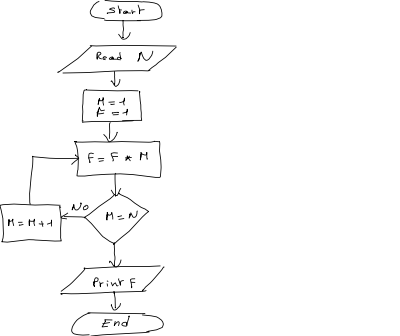 Start
Read N
M = 1
F = 1
F = F * M
No
M = N
M = M + 1
Print F
End